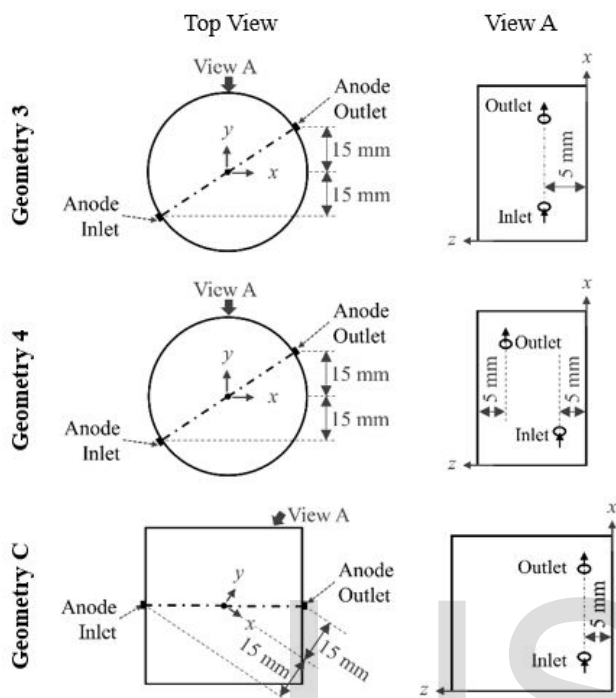 Top View
View A
Geometry 3
View A
Anode
Outlet
y
x
15 mm
15 mm
Anode
Inlet
x
Outlet
5 mm
Inlet
z
Geometry 4
View A
Anode
Outlet
y
x
15 mm
15 mm
Anode
Inlet
x
Outlet
5 mm
5 mm
Inlet
z
Geometry C
View A
y
x
Anode
Inlet
Anode
Outlet
15 mm
15 mm
x
Outlet
5 mm
Inlet
z